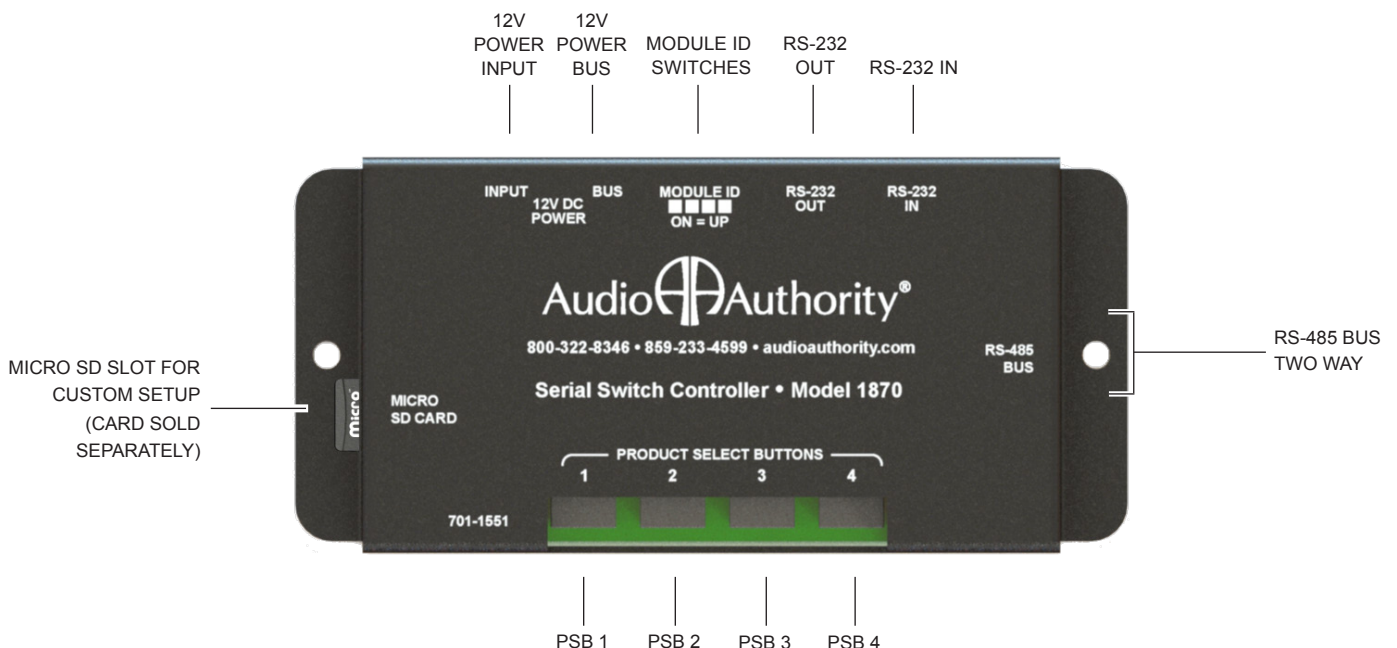 12V
POWER
INPUT
12V
POWER
BUS
MODULE ID
SWITCHES
RS-232
OUT
RS-232 IN
INPUT
BUS
12V DC
POWER
MODULE ID
ON = UP
RS-232
OUT
RS-232
IN
Audio Authority®
800-322-8346 • 859-233-4599 • audioauthority.com
Serial Switch Controller • Model 1870
RS-485
BUS
RS-485 BUS
TWO WAY
MICRO SD SLOT FOR
CUSTOM SETUP
(CARD SOLD
SEPARATELY)
Micro
MICRO
SD CARD
PRODUCT SELECT BUTTONS
1 2 3 4
701-1551
PSB 1 PSB 2 PSB 3 PSB 4